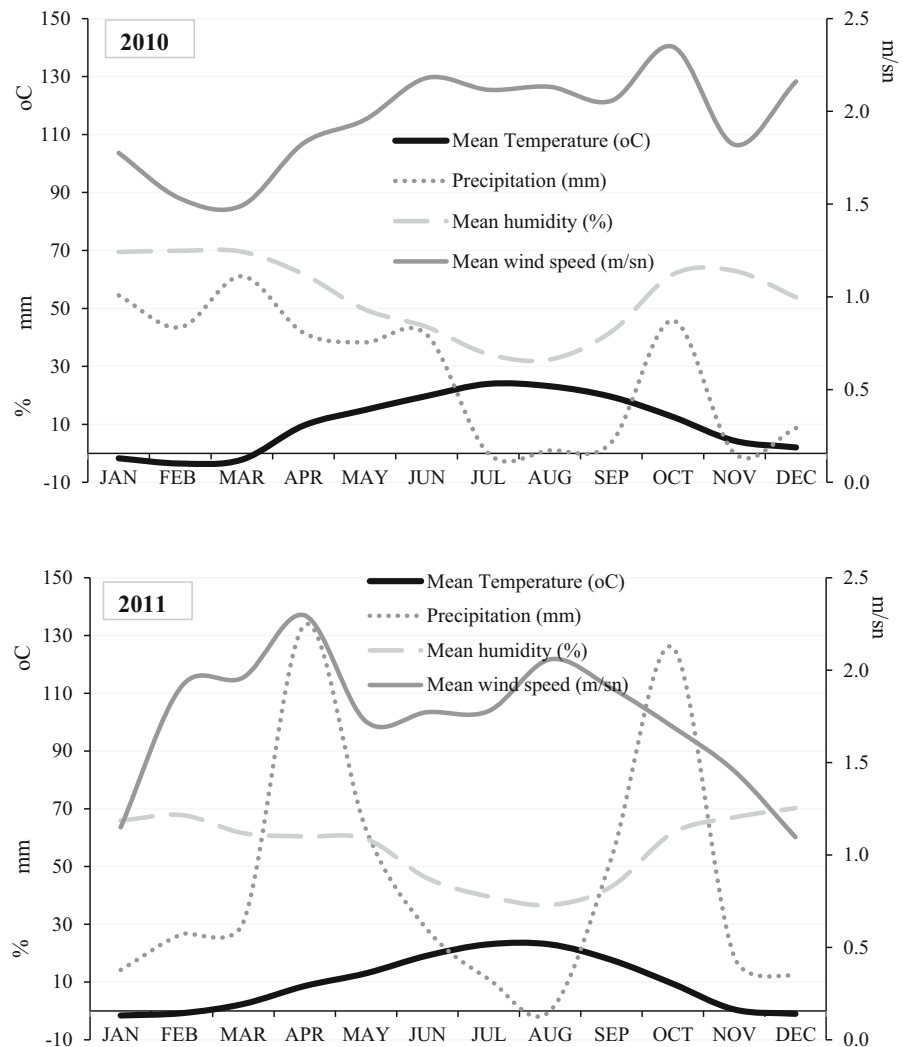 2010
oC
mm
%
150
130
110
90
70
50
30
10
-10
Mean Temperature (oC)
Precipitation (mm)
Mean humidity (%)
Mean wind speed (m/sn)
2.5
2.0
1.5
1.0
0.5
0.0
m/sn
JAN FEB MAR APR MAY JUN JUL AUG SEP OCT NOV DEC
2011
oC
mm
%
150
130
110
90
70
50
30
10
-10
Mean Temperature (oC)
Precipitation (mm)
Mean humidity (%)
Mean wind speed (m/sn)
2.5
2.0
1.5
1.0
0.5
0.0
m/sn
JAN FEB MAR APR MAY JUN JUL AUG SEP OCT NOV DEC